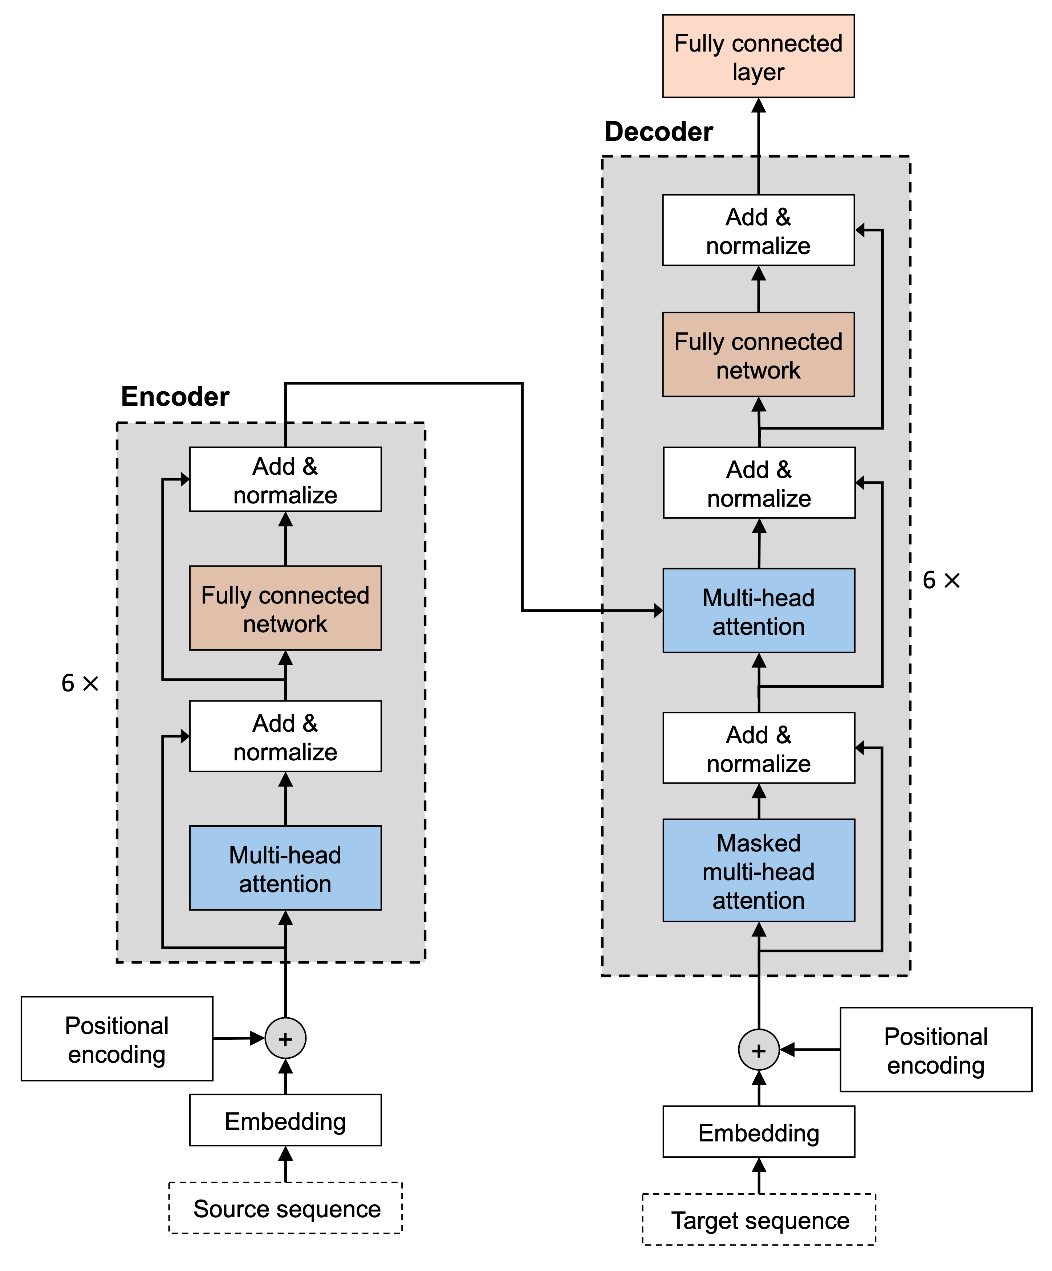 Fully connected
layer
Decoder
Add &
normalize
Fully connected
network
Encoder
Add &
normalize
Add &
normalize
Fully connected
network
Multi-head
attention
6 ×
6 ×
Add &
normalize
Add &
normalize
Multi-head
attention
Masked
multi-head
attention
Positional
encoding
+
Positional
encoding
+
Embedding
Embedding
Source sequence
Target sequence